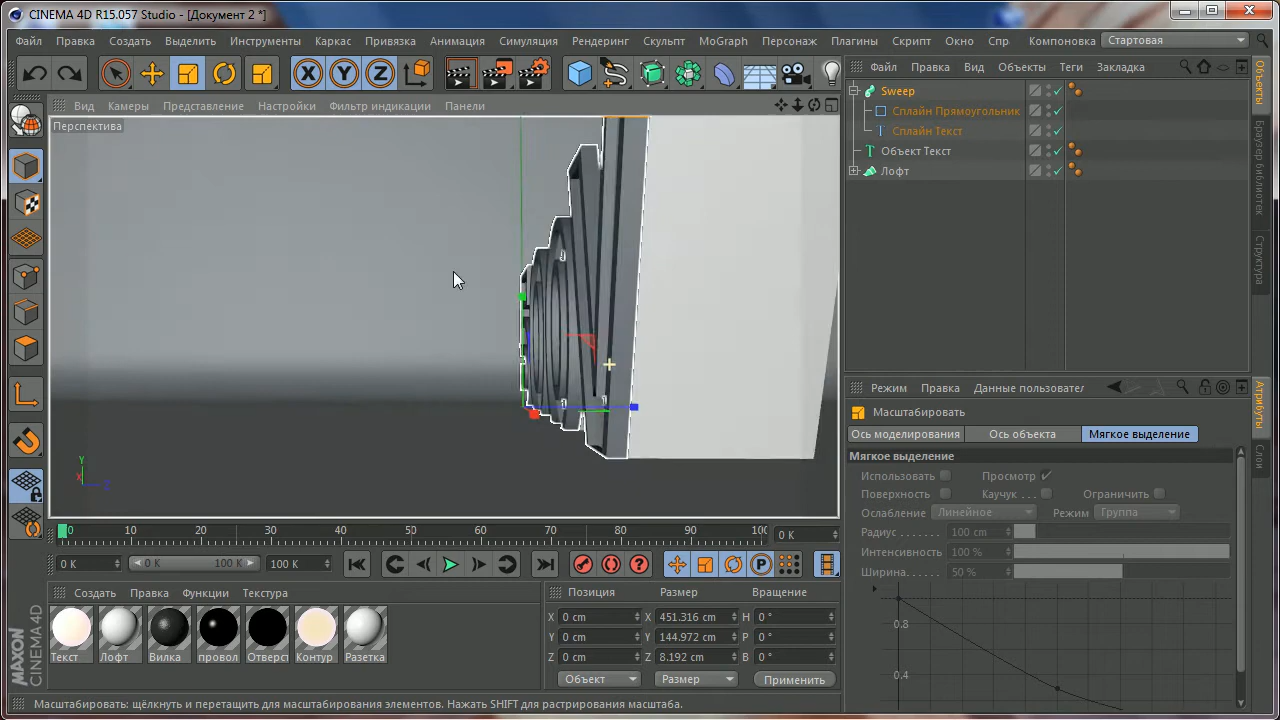 CINEMA 4D R15.057 Studio - [Документ 2 *]
Файл Правка Создать Выделить Инструменты Каркас Привязка Анимация Симуляция Рендеринг Скульпт MoGraph Персонаж Плагины Скрипт Окно Спр Компоновка Стартовая
X Y Z
Файл Правка Вид Объекты Теги Закладка
Вид Камеры Представление Настройки Фильтр индикации Панели
Перспектива
Sweep
Сплайн Прямоугольник
Сплайн Текст
Объект Текст
Лофт
Объекты
Браузер библиотек
Структура
Режим Правка Данные пользовател
Масштабировать
Ось моделирования Ось объекта Мягкое выделение
Мягкое выделение
Использовать Просмотр
Поверхность Каучук . . . Ограничить
Ослабление Линейное Режим Группа
Радиус . . . . . . . 100 cm
Интенсивность 100 %
Ширина. . . . . . 50 %
0.8
0.4
Атрибуты
Слои
Y
X Z
0 10 20 30 40 50 60 70 80 90 100 0 K
0 K 0 K 100 K 100 K
Создать Правка Функции Текстура
Текст Лофт Вилка провол Отверс Контур Разетка
Позиция Размер Вращение
X 0 cm X 451.316 cm H 0 °
Y 0 cm Y 144.972 cm P 0 °
Z 0 cm Z 8.192 cm B 0 °
Объект Размер Применить
MAXON
CINEMA 4D
Масштабировать: щёлкнуть и перетащить для масштабирования элементов. Нажать SHIFT для растрирования масштаба.